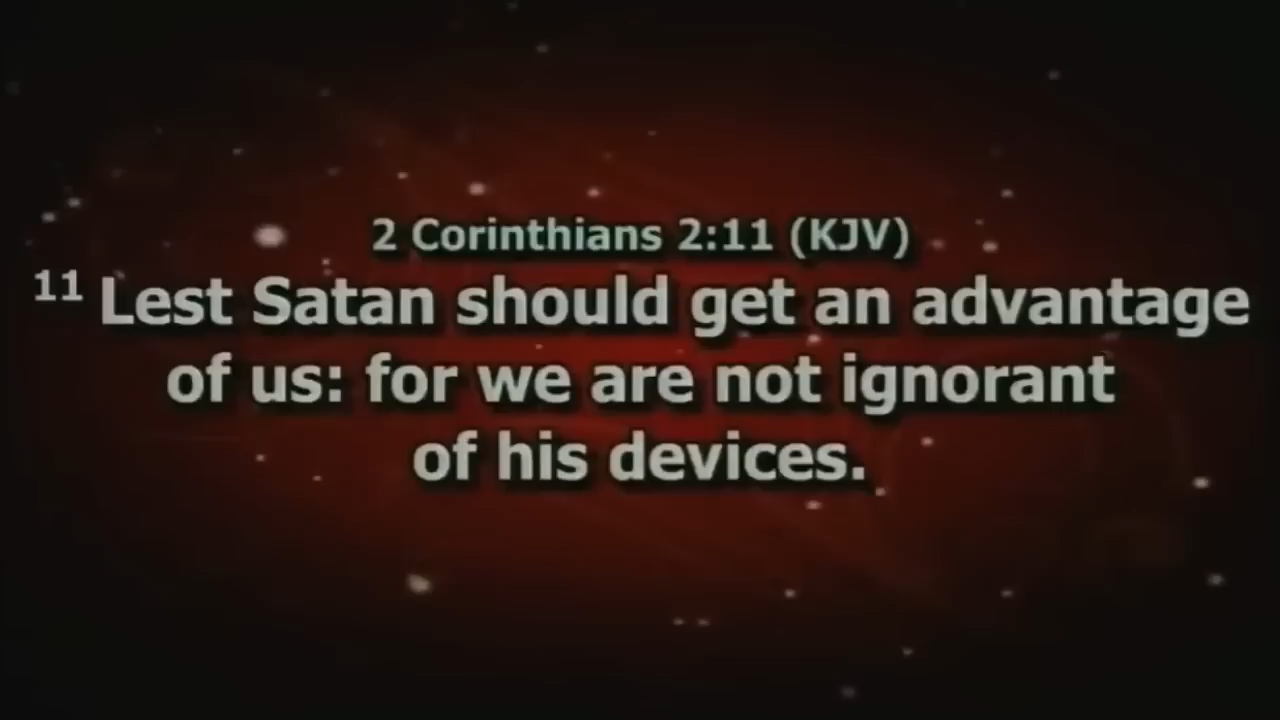 2 Corinthians 2:11 (KJV)
11 Lest Satan should get an advantage
of us: for we are not ignorant
of his devices.